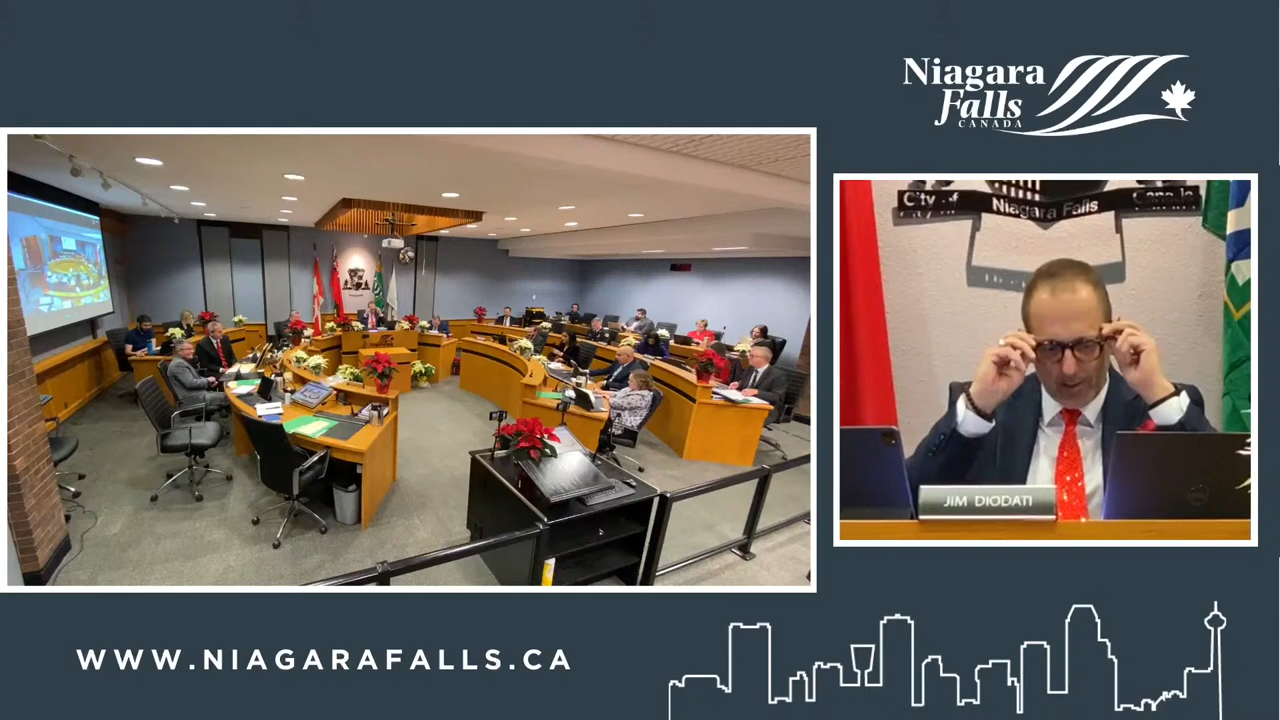 Niagara
Falls
CANADA
City of
Niagara Falls
Canada
JIM DIODATI
WWW.NIAGARAFALLS.CA